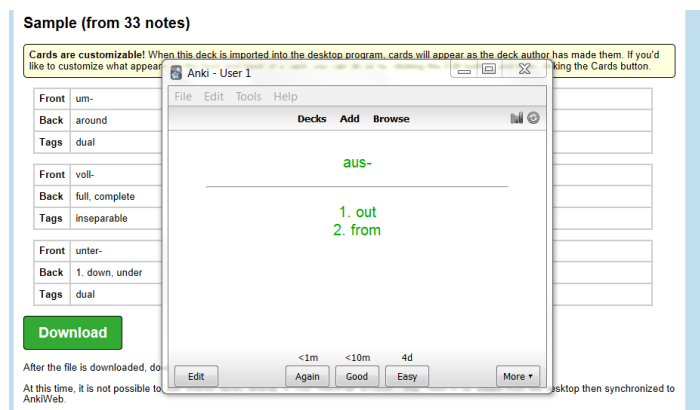 Sample (from 33 notes)
Cards are customizable! When this deck is imported into the desktop program, cards will appear as the deck author has made them. If you'd
like to customize what appear king the Cards button.
Anki - User 1
File Edit Tools Help
Decks Add Browse
Front um-
Back around
Tags dual
Front voll-
Back full, complete
Tags inseparable
Front unter-
Back 1. down, under
Tags dual
aus-
1. out
2. from
Download
After the file is downloaded, do
<1m <10m 4d
Edit Again Good Easy More
At this time, it is not possible to esktop then synchronized to
AnkiWeb.